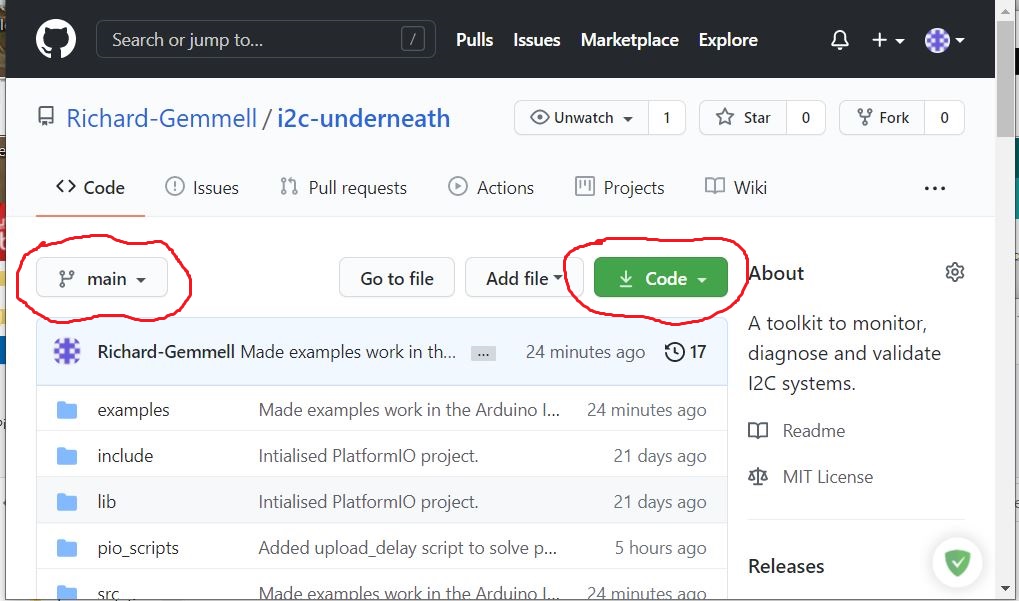 Search or jump to... / Pulls Issues Marketplace Explore
Richard-Gemmell / i2c-underneath Unwatch 1 Star 0 Fork 0
Code Issues Pull requests Actions Projects Wiki ...
main Go to file Add file Code About
A toolkit to monitor,
diagnose and validate
I2C systems.
Readme
MIT License
Releases
Richard-Gemmell Made examples work in th... ... 24 minutes ago 17
examples Made examples work in the Arduino I... 24 minutes ago
include Intialised PlatformIO project. 21 days ago
lib Intialised PlatformIO project. 21 days ago
pio_scripts Added upload_delay script to solve p... 5 hours ago
src Made examples work in the Arduino I... 24 minutes ago